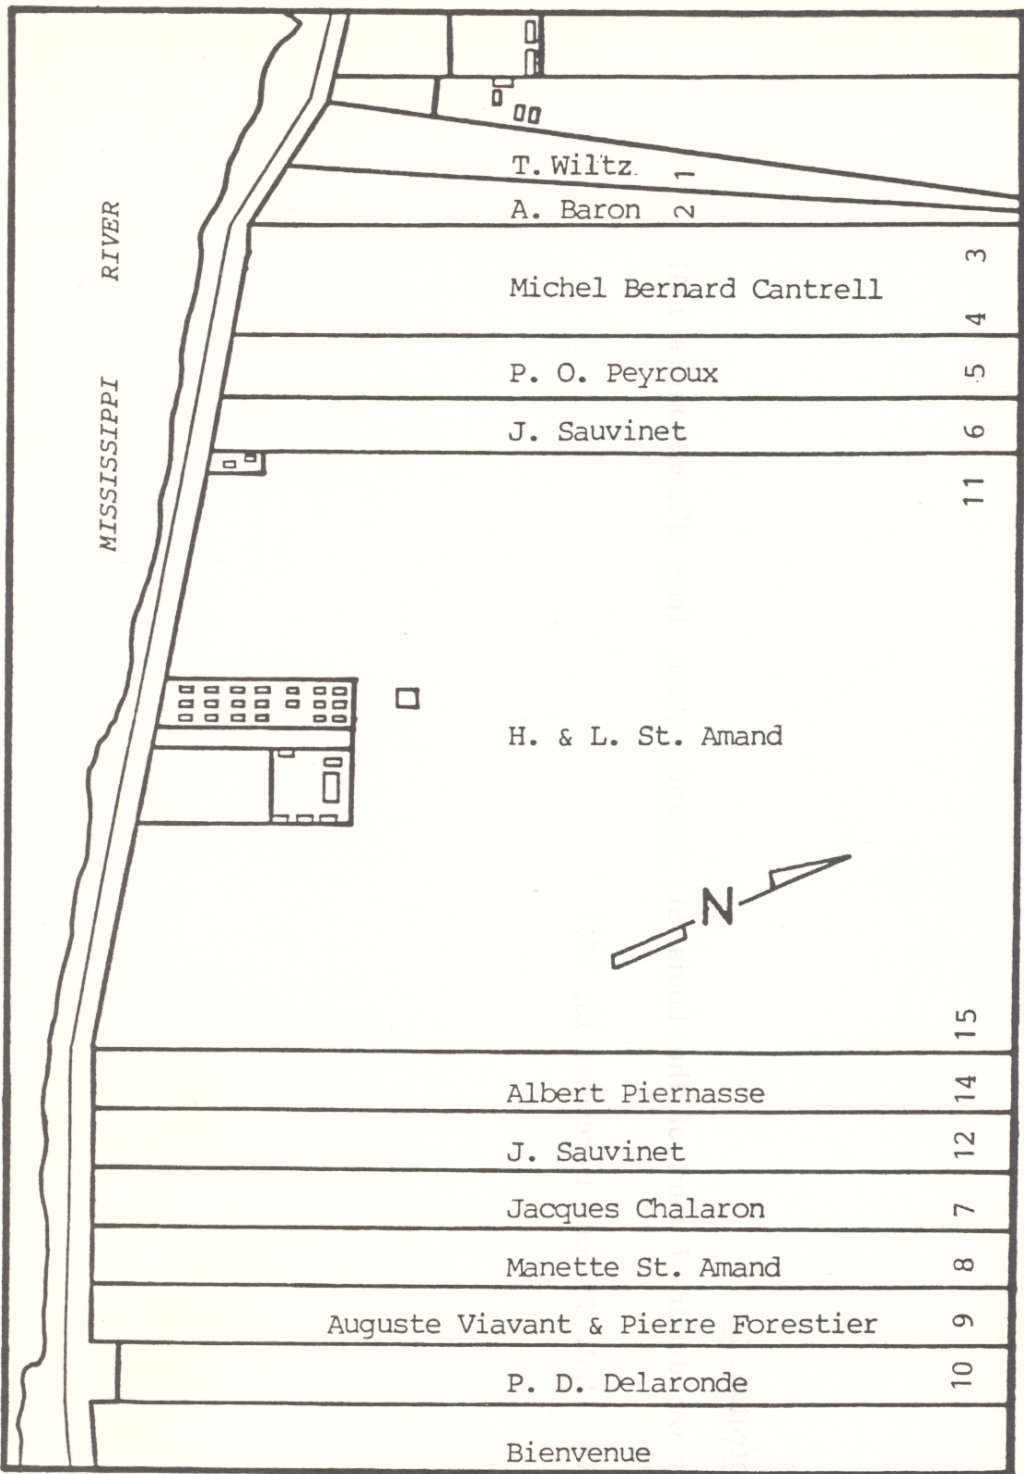 MISSISSIPPI RIVER
T. Wiltz 1
A. Baron 2
3
Michel Bernard Cantrell
4
P. O. Peyroux 5
J. Sauvinet 6
11
H. & L. St. Amand
N
15
Albert Piernasse 14
J. Sauvinet 12
Jacques Chalaron 7
Manette St. Amand 8
Auguste Viavant & Pierre Forestier 9
P. D. Delaronde 10
Bienvenue